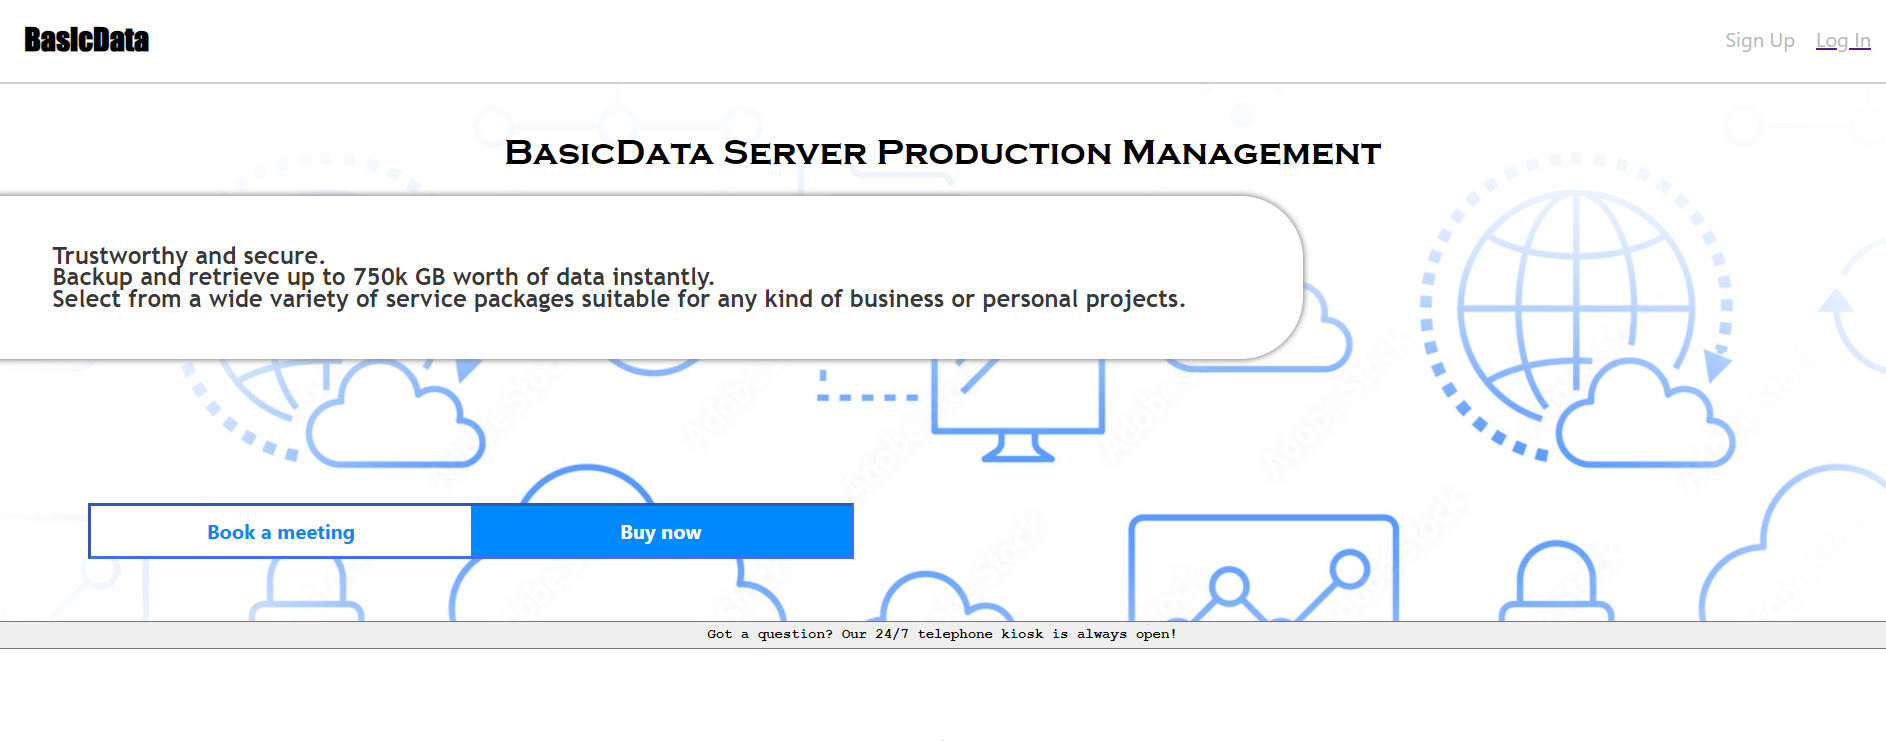 BasicData
Sign Up Log In
BasicData Server Production Management
Trustworthy and secure.
Backup and retrieve up to 750k GB worth of data instantly.
Select from a wide variety of service packages suitable for any kind of business or personal projects.
Adobe Stock
Book a meeting Buy now
Got a question? Our 24/7 telephone kiosk is always open!